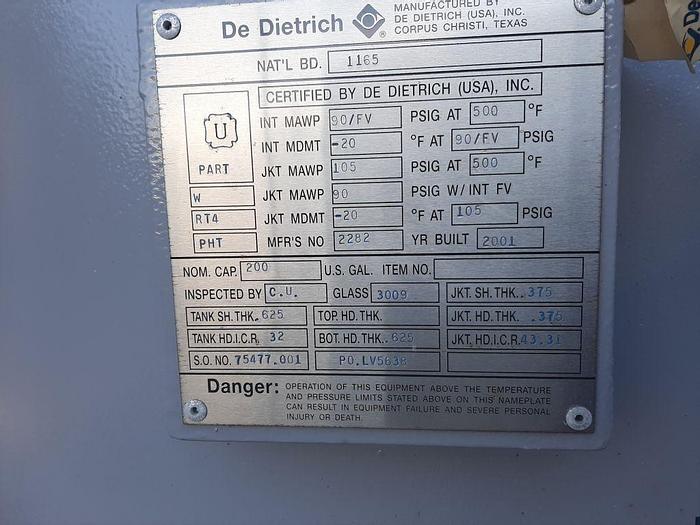 De Dietrich ® MANUFACTURED BY
DE DIETRICH (USA), INC.
CORPUS CHRISTI, TEXAS
NAT'L BD. 1165
CERTIFIED BY DE DIETRICH (USA), INC.
U
PART
W
RT4
PHT
INT MAWP 90/FV PSIG AT 500 °F
INT MDMT -20 °F AT 90/FV PSIG
JKT MAWP 105 PSIG AT 500 °F
JKT MAWP 90 PSIG W/ INT FV
JKT MDMT -20 °F AT 105 PSIG
MFR'S NO 2282 YR BUILT 2001
NOM. CAP. 200 U.S. GAL. ITEM NO.
INSPECTED BY C.U. GLASS 3009 JKT. SH. THK. .375
TANK SH. THK. .625 TOP. HD. THK. JKT. HD. THK. .375
TANK HD.I.C.R. 32 BOT. HD. THK. .625 JKT. HD.I.C.R. 43.31
S.O. NO. 75477.001 PO.LV5638
Danger: OPERATION OF THIS EQUIPMENT ABOVE THE TEMPERATURE
AND PRESSURE LIMITS STATED ABOVE ON THIS NAMEPLATE
CAN RESULT IN EQUIPMENT FAILURE AND SEVERE PERSONAL
INJURY OR DEATH.